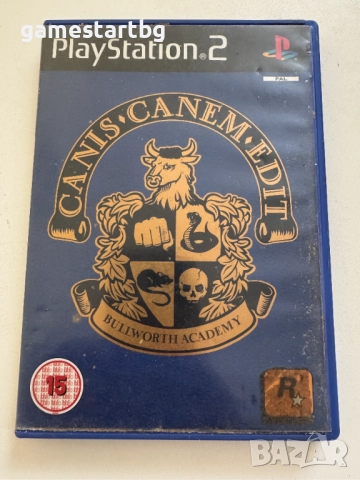 gamestartbg
PlayStation®2
PAL
CANIS·CANEM·EDIT
BULLWORTH ACADEMY
15
R
BAZAR